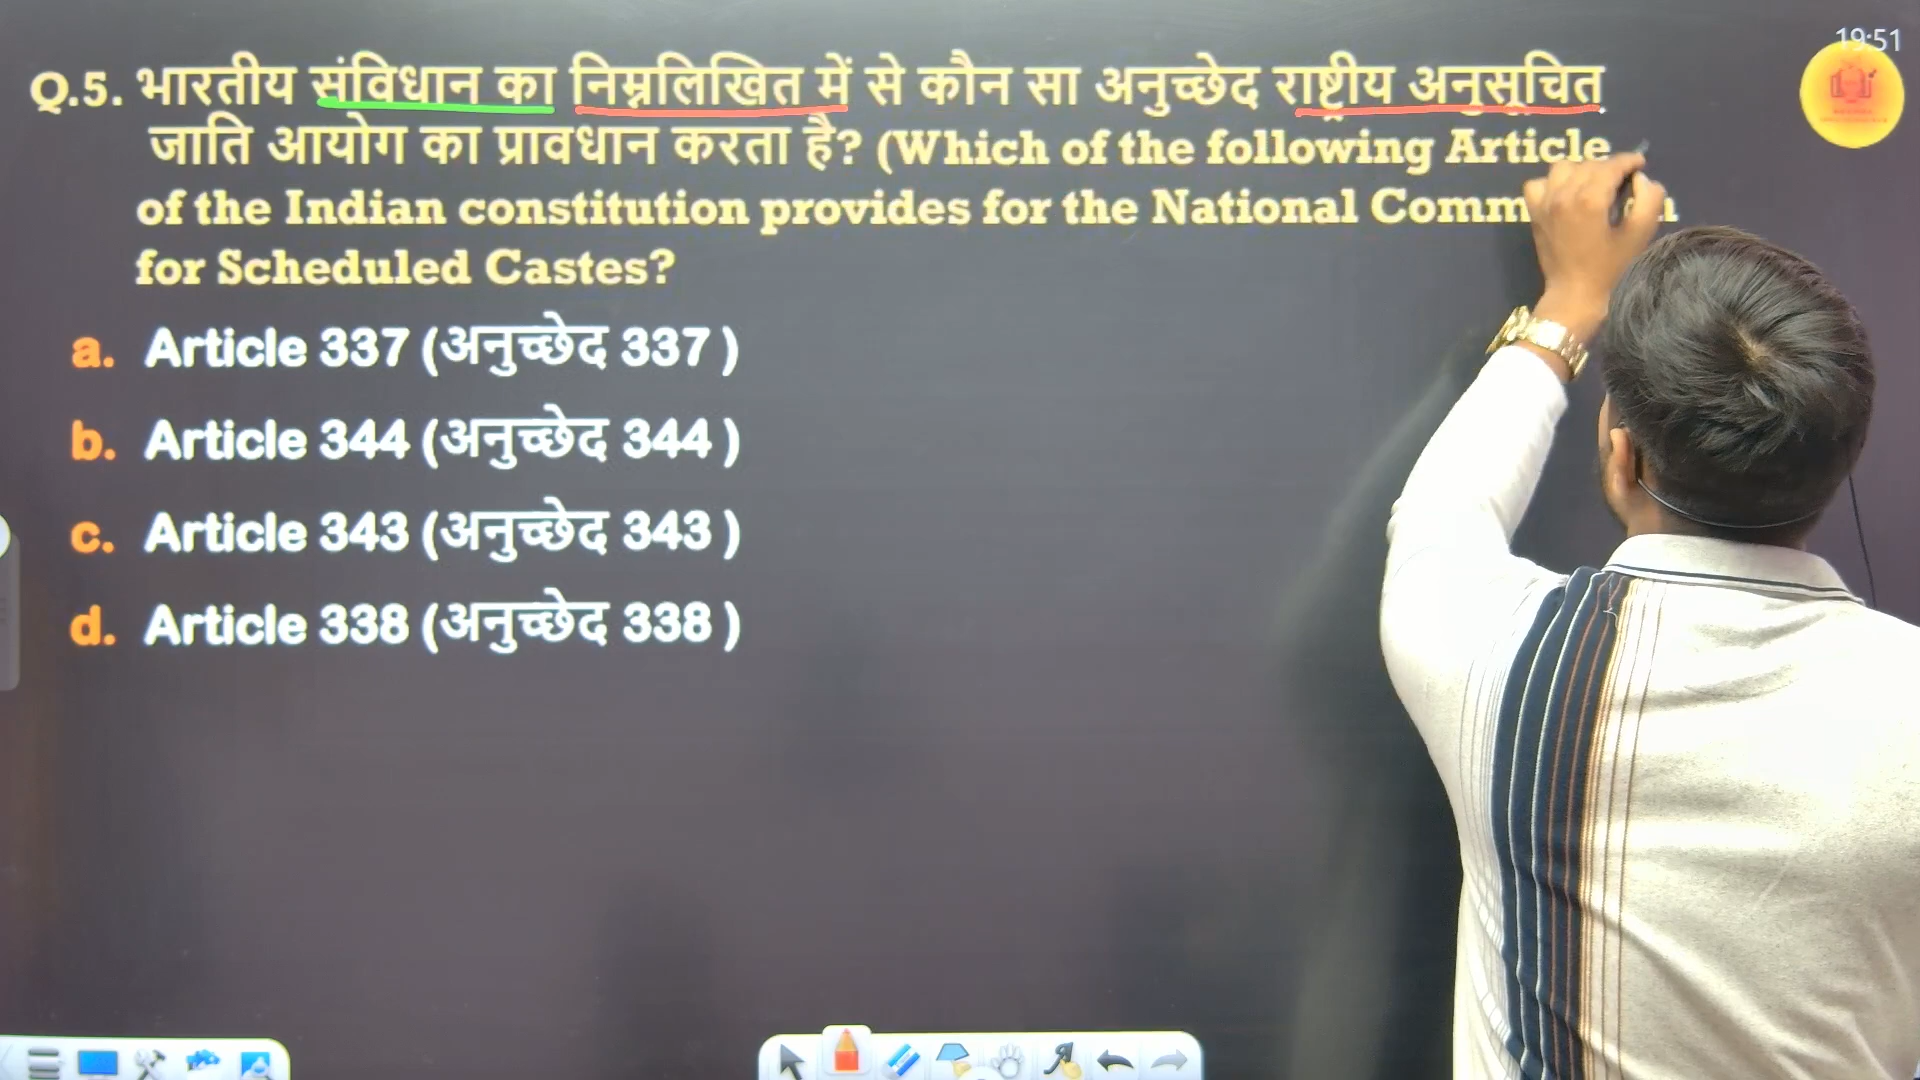 19:51
Q.5. भारतीय संविधान का निम्नलिखित में से कौन सा अनुच्छेद राष्ट्रीय अनुसूचित
जाति आयोग का प्रावधान करता है? (Which of the following Article
of the Indian constitution provides for the National
for Scheduled Castes?
a. Article 337 (अनुच्छेद 337 )
b. Article 344 (अनुच्छेद 344 )
c. Article 343 (अनुच्छेद 343 )
d. Article 338 (अनुच्छेद 338 )